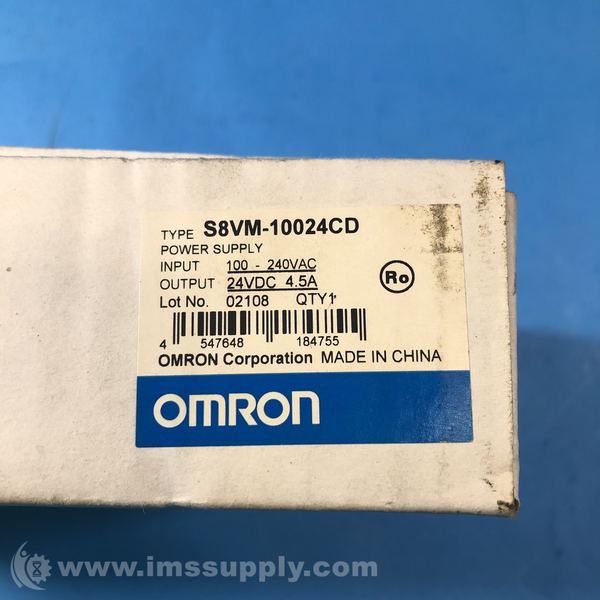 TYPE S8VM-10024CD
POWER SUPPLY
INPUT 100 - 240VAC
OUTPUT 24VDC 4.5A
Lot No. 02108 QTY1
Ro
4 547648 184755
OMRON Corporation MADE IN CHINA
OMRON
www.imssupply.com